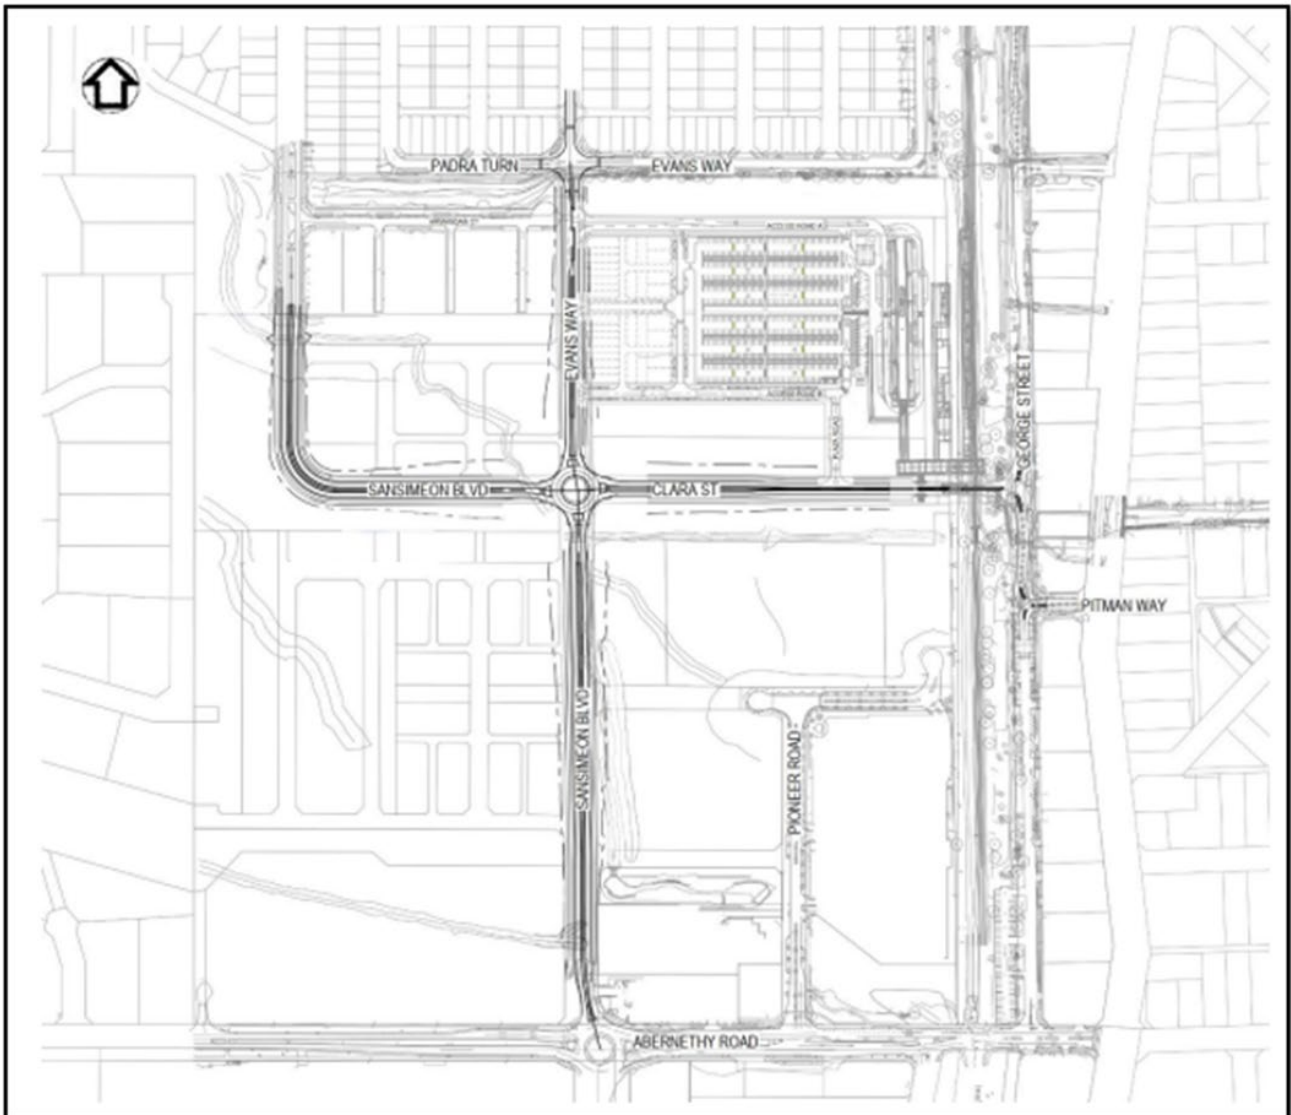 PADRA TURN
EVANS WAY
EVANS WAY
GEORGE STREET
SANSIMEON BLVD
CLARA ST
PITMAN WAY
SANSIMEON BLVD
PIONEER ROAD
ABERNETHY ROAD